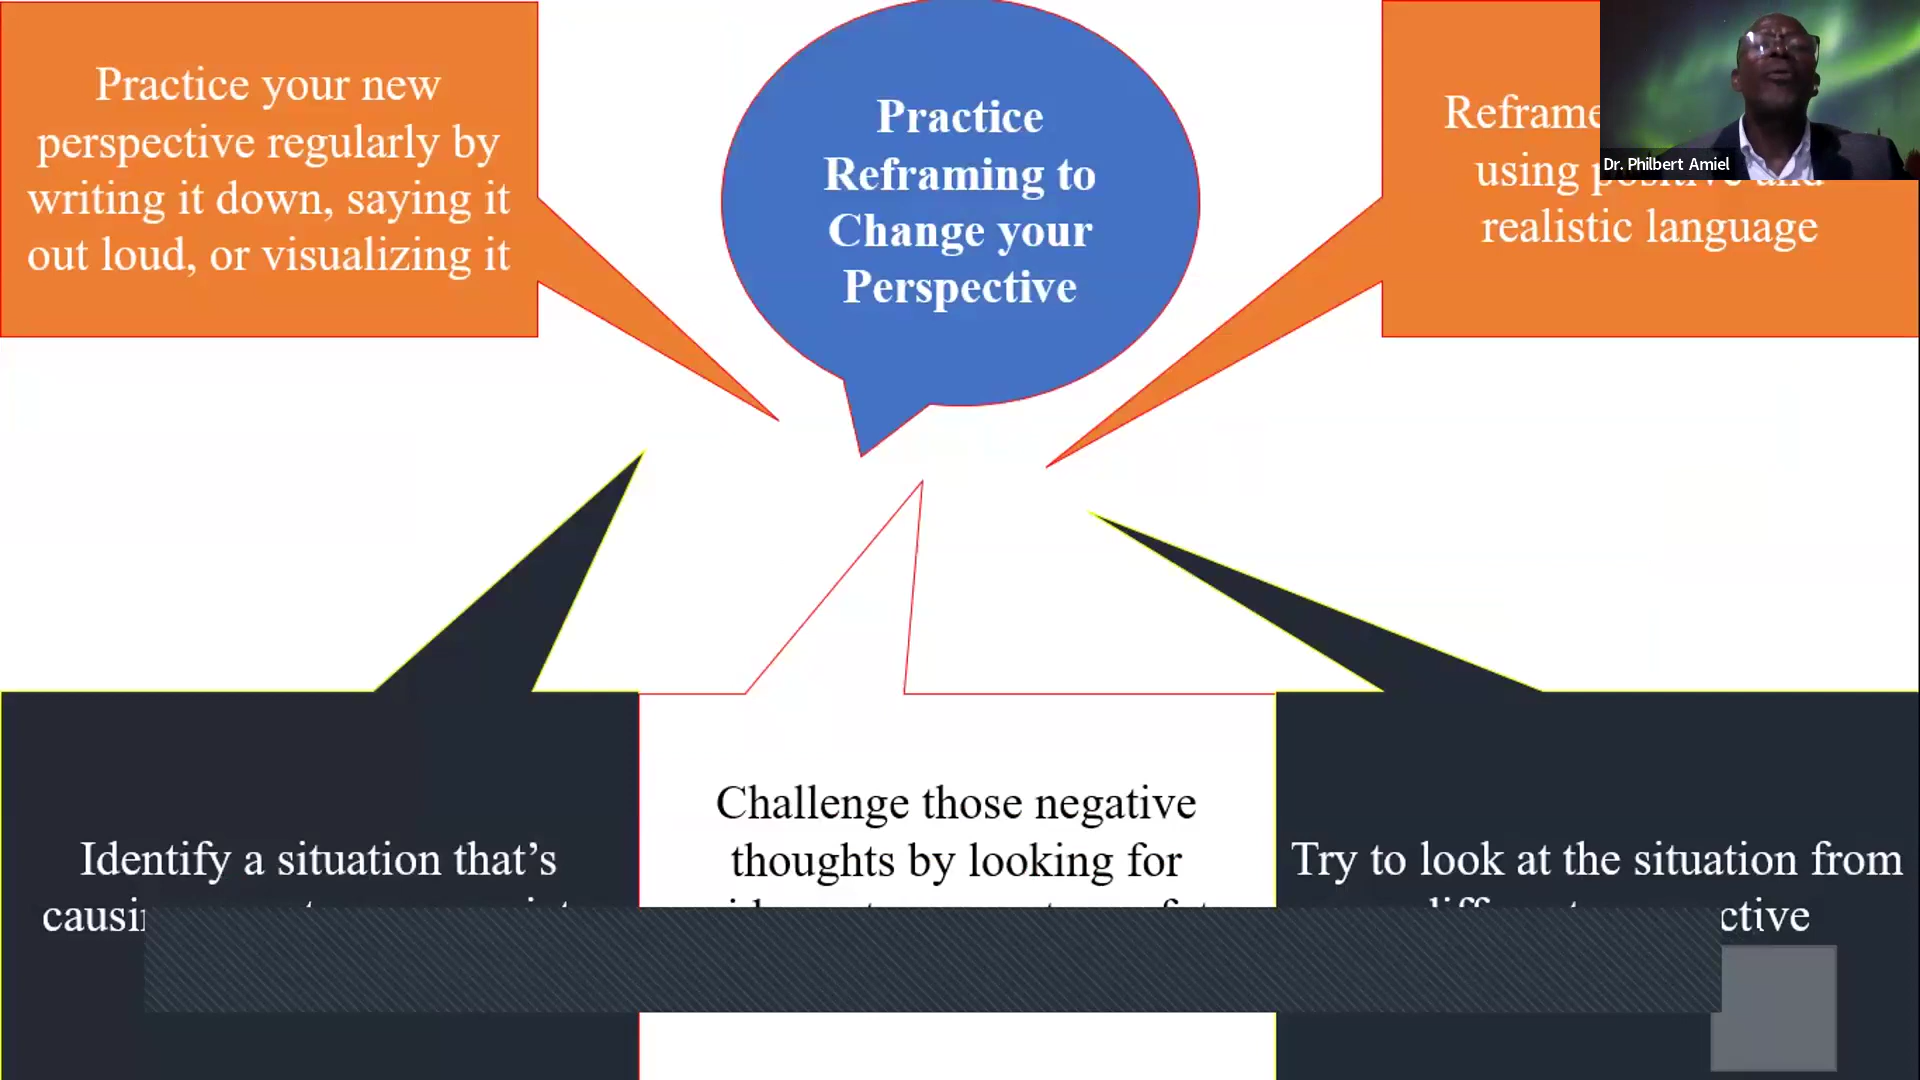 Practice your new
perspective regularly by
writing it down, saying it
out loud, or visualizing it
Practice
Reframing to
Change your
Perspective
Reframe
using positive and
realistic language
Dr. Philbert Amiel
Identify a situation that’s
Challenge those negative
thoughts by looking for
Try to look at the situation from